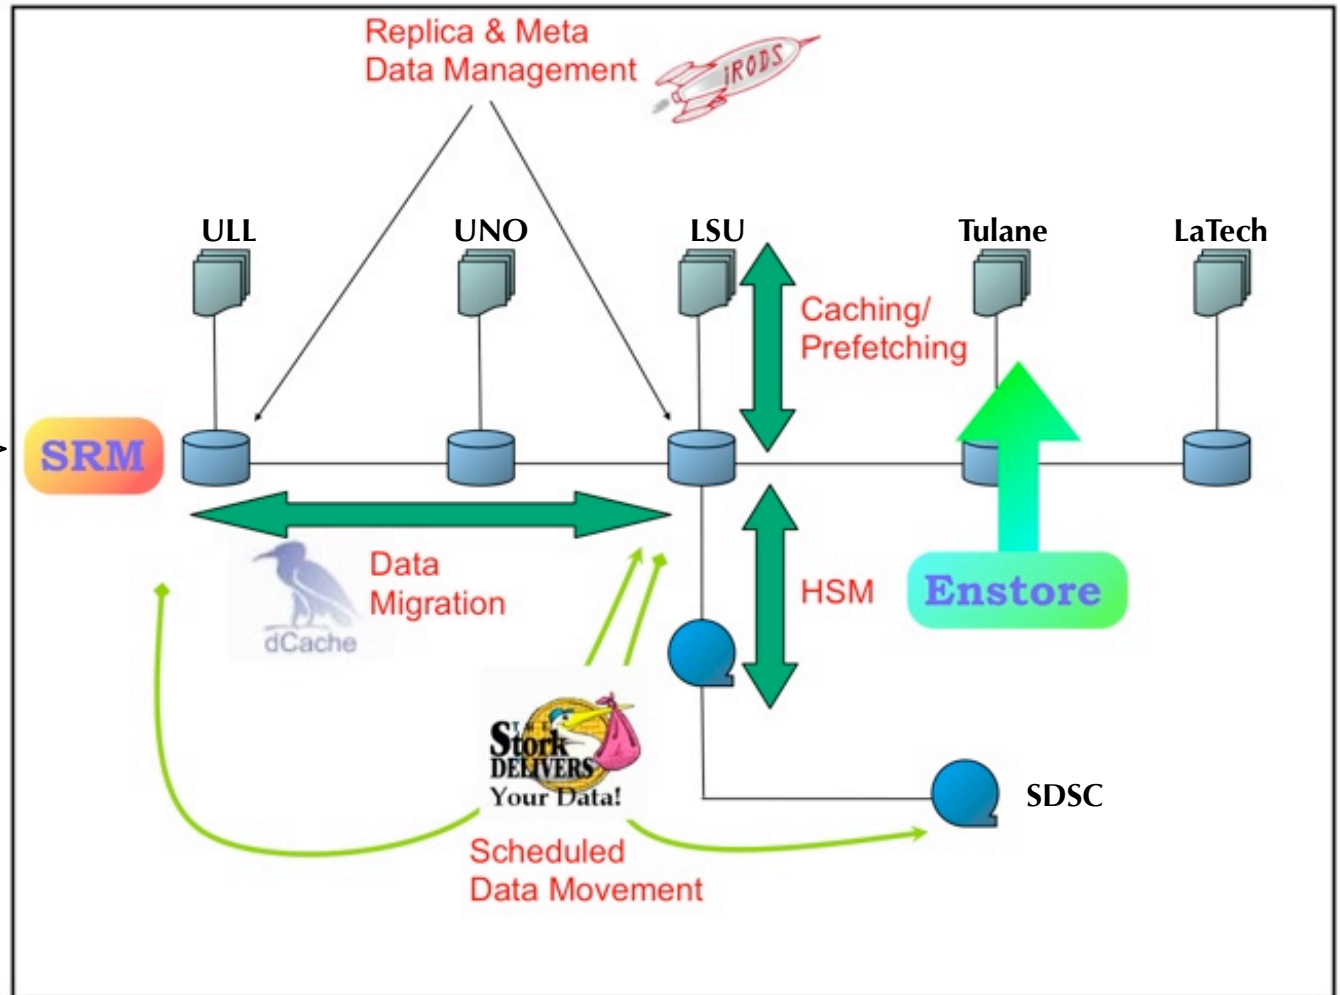 Replica & Meta
Data Management
iRODS
ULL
UNO
LSU
Tulane
LaTech
Caching/
Prefetching
SRM
Data
Migration
dCache
HSM
Enstore
THE
Stork
DELIVERS
Your Data!
SDSC
Scheduled
Data Movement